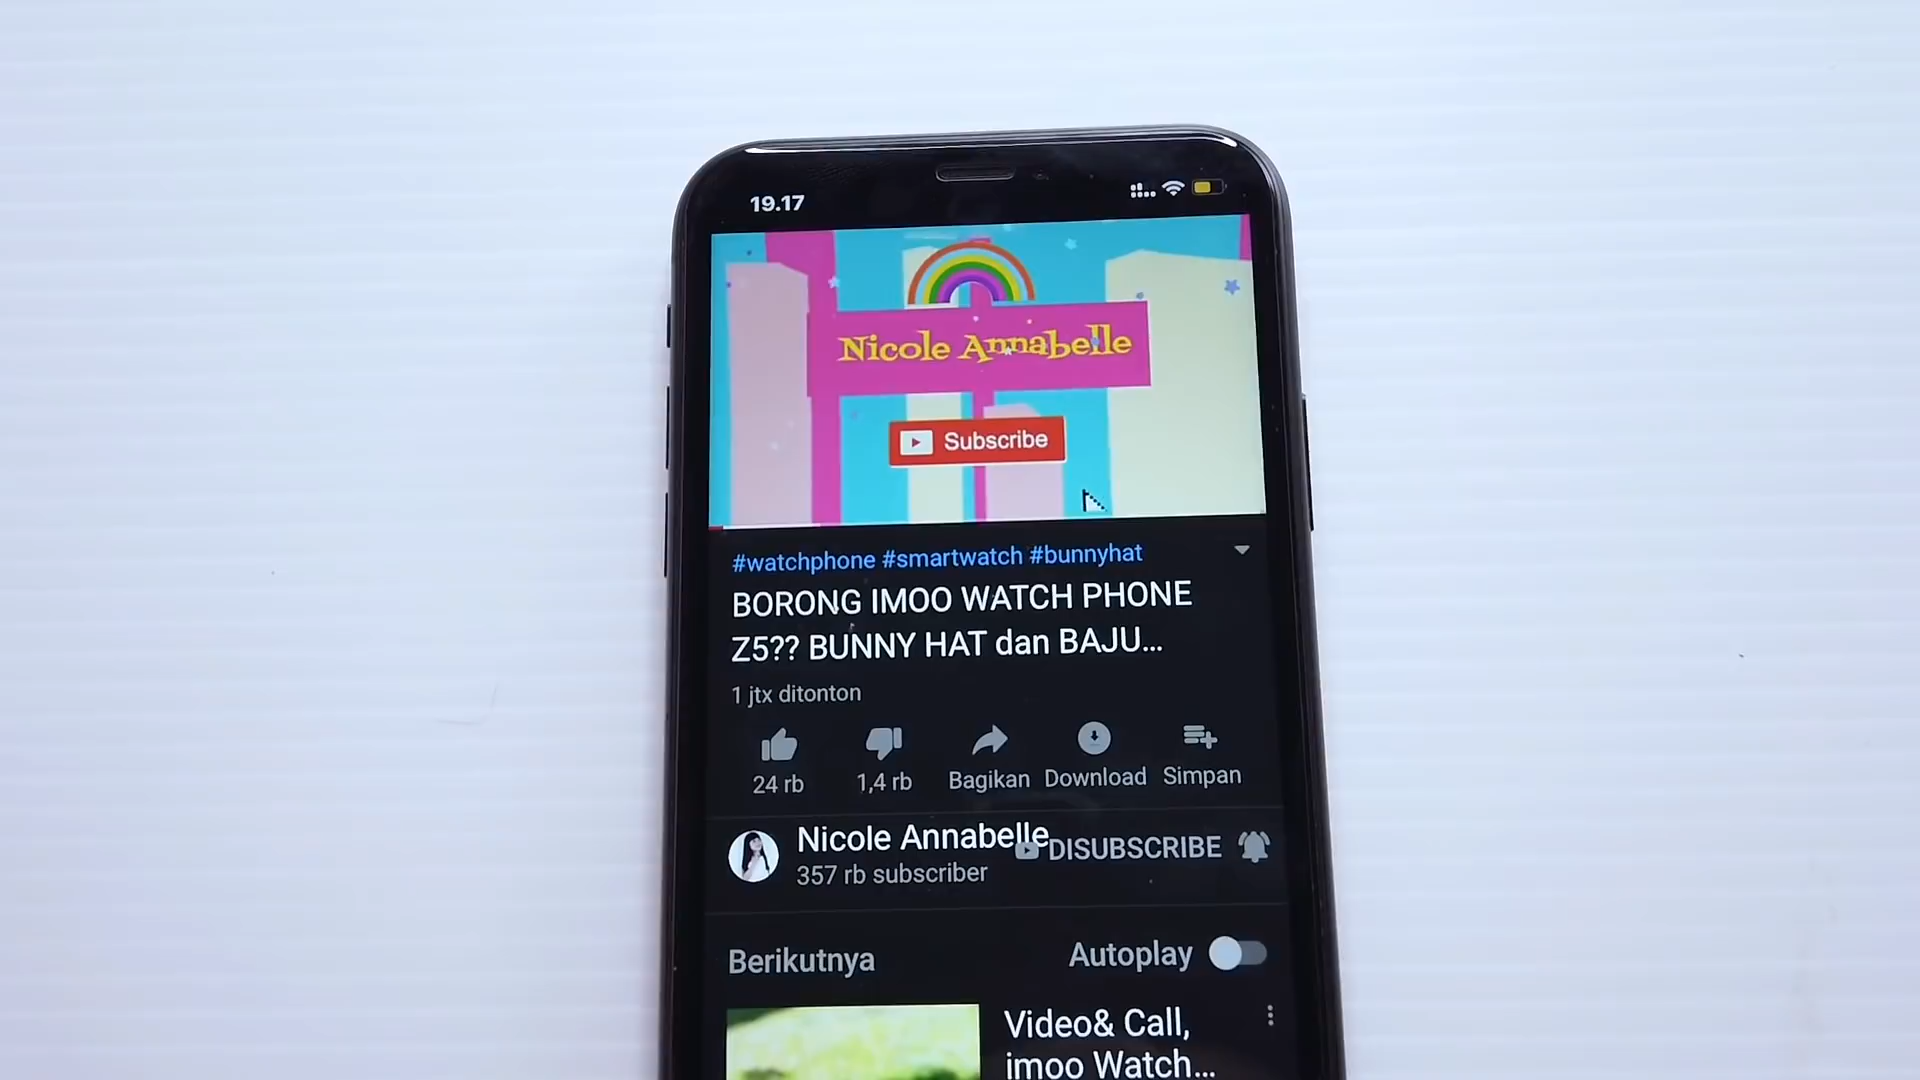 19.17
Nicole Annabelle
Subscribe
#watchphone #smartwatch #bunnyhat
BORONG IMOO WATCH PHONE
Z5?? BUNNY HAT dan BAJU...
1 jtx ditonton
24 rb
1,4 rb
Bagikan
Download
Simpan
Nicole Annabelle
DISUBSCRIBE
357 rb subscriber
Berikutnya
Autoplay
Video& Call,
imoo Watch...